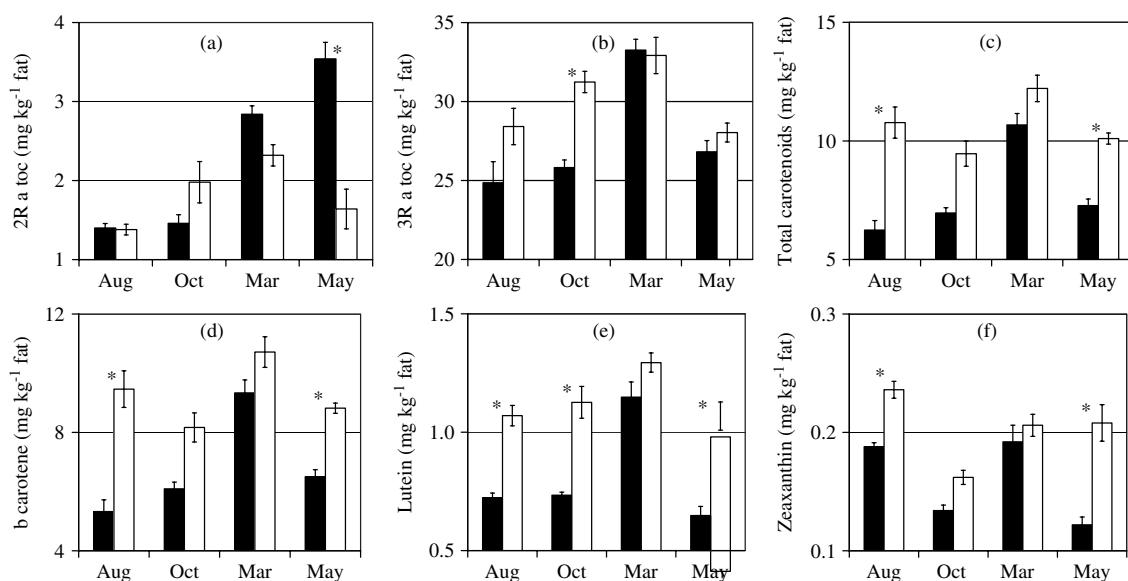 (a)
2R a toc (mg kg⁻¹ fat)
4
3
2
1
*
Aug Oct Mar May
(b)
3R a toc (mg kg⁻¹ fat)
35
30
25
20
*
Aug Oct Mar May
(c)
Total carotenoids (mg kg⁻¹ fat)
15
10
5
*
*
Aug Oct Mar May
(d)
b carotene (mg kg⁻¹ fat)
12
8
4
*
*
Aug Oct Mar May
(e)
Lutein (mg kg⁻¹ fat)
1.5
1.0
0.5
*
*
*
Aug Oct Mar May
(f)
Zeaxanthin (mg kg⁻¹ fat)
0.3
0.2
0.1
*
*
Aug Oct Mar May